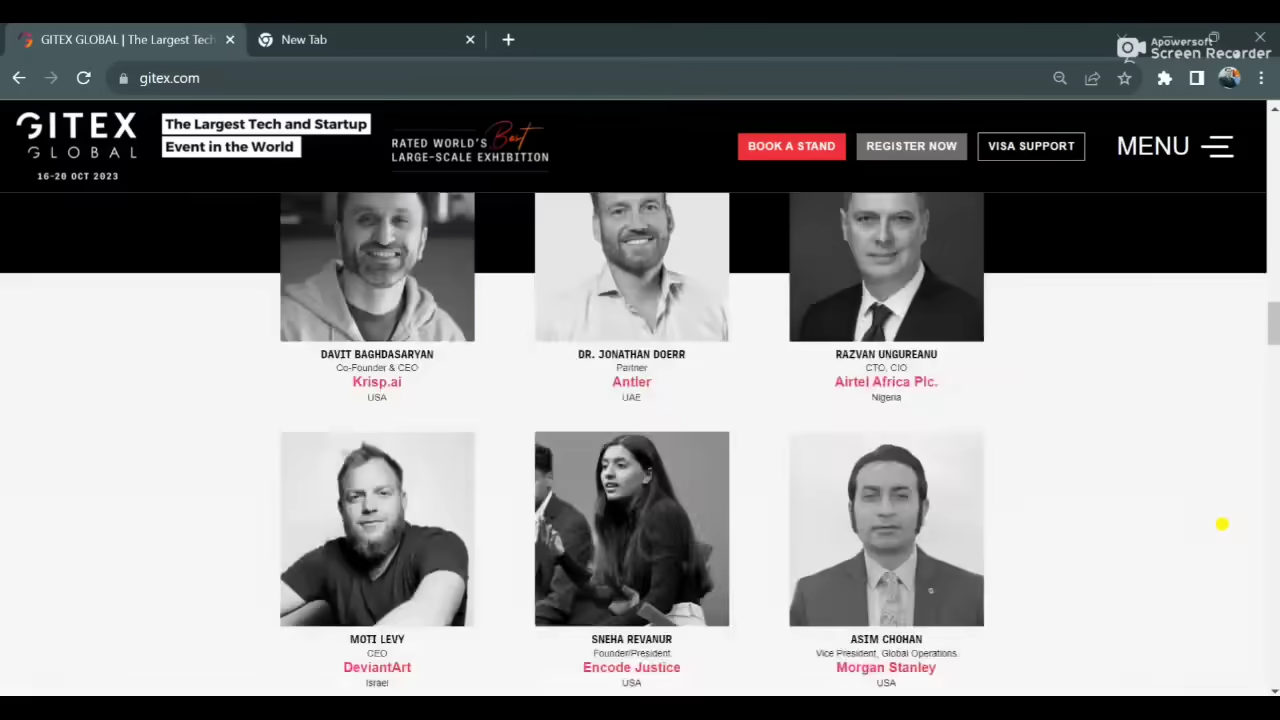 GITEX GLOBAL | The Largest Tech
New Tab
Apowersoft
Screen Recorder
gitex.com
GITEX
GLOBAL
16-20 OCT 2023
The Largest Tech and Startup
Event in the World
RATED WORLD'S Best
LARGE-SCALE EXHIBITION
BOOK A STAND
REGISTER NOW
VISA SUPPORT
MENU
DAVIT BAGHDASARYAN
Co-Founder & CEO
Krisp.ai
USA
DR. JONATHAN DOERR
Partner
Antler
UAE
RAZVAN UNGUREANU
CTO, CIO
Airtel Africa Plc.
Nigeria
MOTI LEVY
CEO
DeviantArt
Israel
SNEHA REVANUR
Founder/President
Encode Justice
USA
ASIM CHOHAN
Vice President, Global Operations
Morgan Stanley
USA